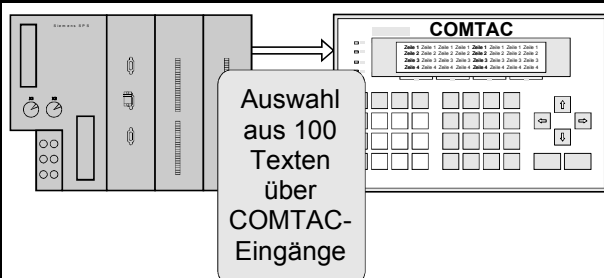 Siemens SPS
COMTAC
Zeile 1 Zeile 1 Zeile 1 Zeile 1 Zeile 1 Zeile 1 Zeile 1
Zeile 2 Zeile 2 Zeile 2 Zeile 2 Zeile 2 Zeile 2 Zeile 2
Zeile 3 Zeile 3 Zeile 3 Zeile 3 Zeile 3 Zeile 3 Zeile 3
Zeile 4 Zeile 4 Zeile 4 Zeile 4 Zeile 4 Zeile 4 Zeile 4
Auswahl
aus 100
Texten
über
COMTAC-
Eingänge